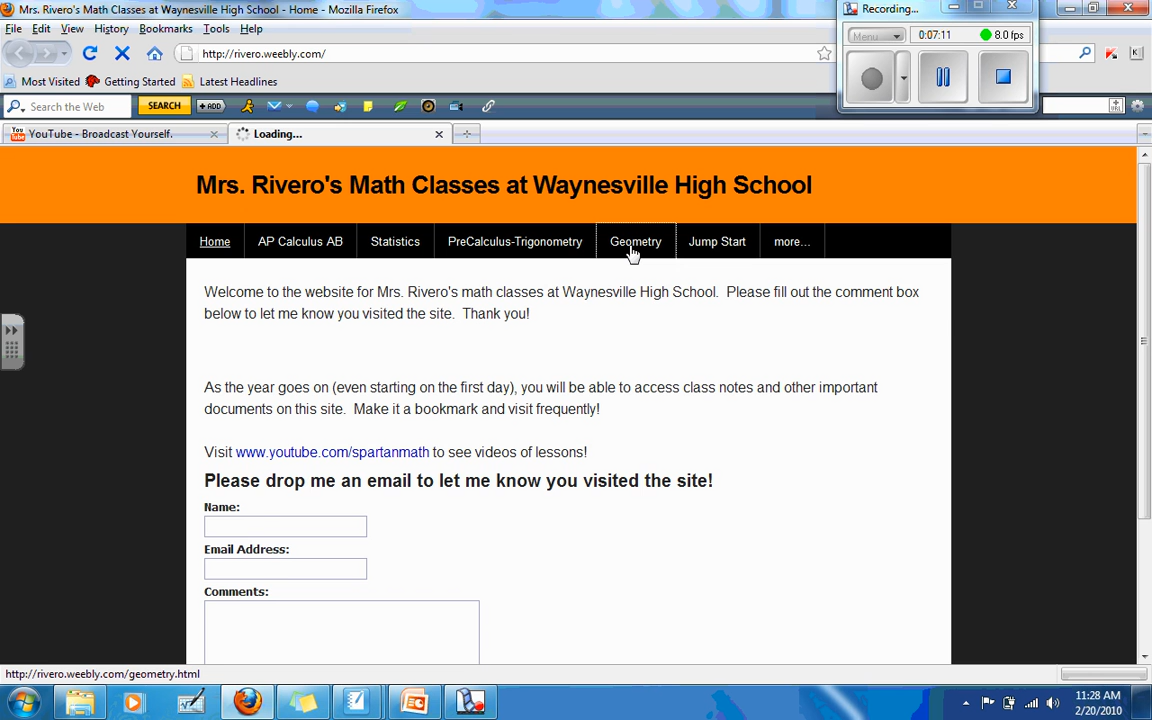 Mrs. Rivero's Math Classes at Waynesville High School - Home - Mozilla Firefox
Recording...
File Edit View History Bookmarks Tools Help
Menu 0:07:11 8.0 fps
http://rivero.weebly.com/
Most Visited Getting Started Latest Headlines
Search the Web SEARCH +ADD
YouTube - Broadcast Yourself. Loading...
Mrs. Rivero's Math Classes at Waynesville High School
Home AP Calculus AB Statistics PreCalculus-Trigonometry Geometry Jump Start more...
Welcome to the website for Mrs. Rivero's math classes at Waynesville High School. Please fill out the comment box
below to let me know you visited the site. Thank you!
As the year goes on (even starting on the first day), you will be able to access class notes and other important
documents on this site. Make it a bookmark and visit frequently!
Visit www.youtube.com/spartanmath to see videos of lessons!
Please drop me an email to let me know you visited the site!
Name:
Email Address:
Comments:
http://rivero.weebly.com/geometry.html
11:28 AM
2/20/2010